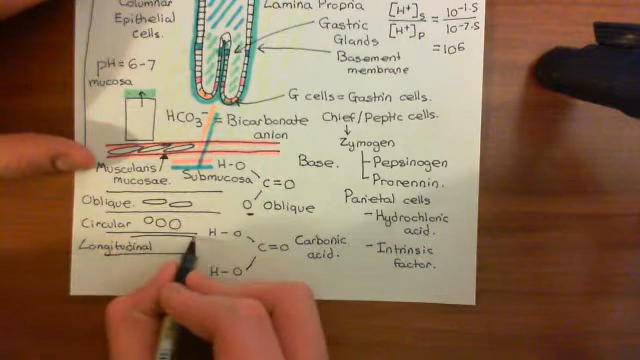 Columnar
Epithelial
cells.
Lamina Propria
Gastric
Glands
Basement
membrane
[H+]s = 10-1.5
[H+]p 10-7.5
= 106
pH = 6-7
mucosa
G cells = Gastrin cells.
HCO3- = Bicarbonate
anion
Chief/Peptic cells.
Zymogen
Pepsinogen
Prorennin.
Parietal cells
- Hydrochloric
acid.
- Intrinsic
factor.
Muscularis
mucosae.
Submucosa
H-O
C=O
O-
Base.
Oblique.
Oblique
Circular
Longitudinal
H-O
C=O
H-O
Carbonic
acid.